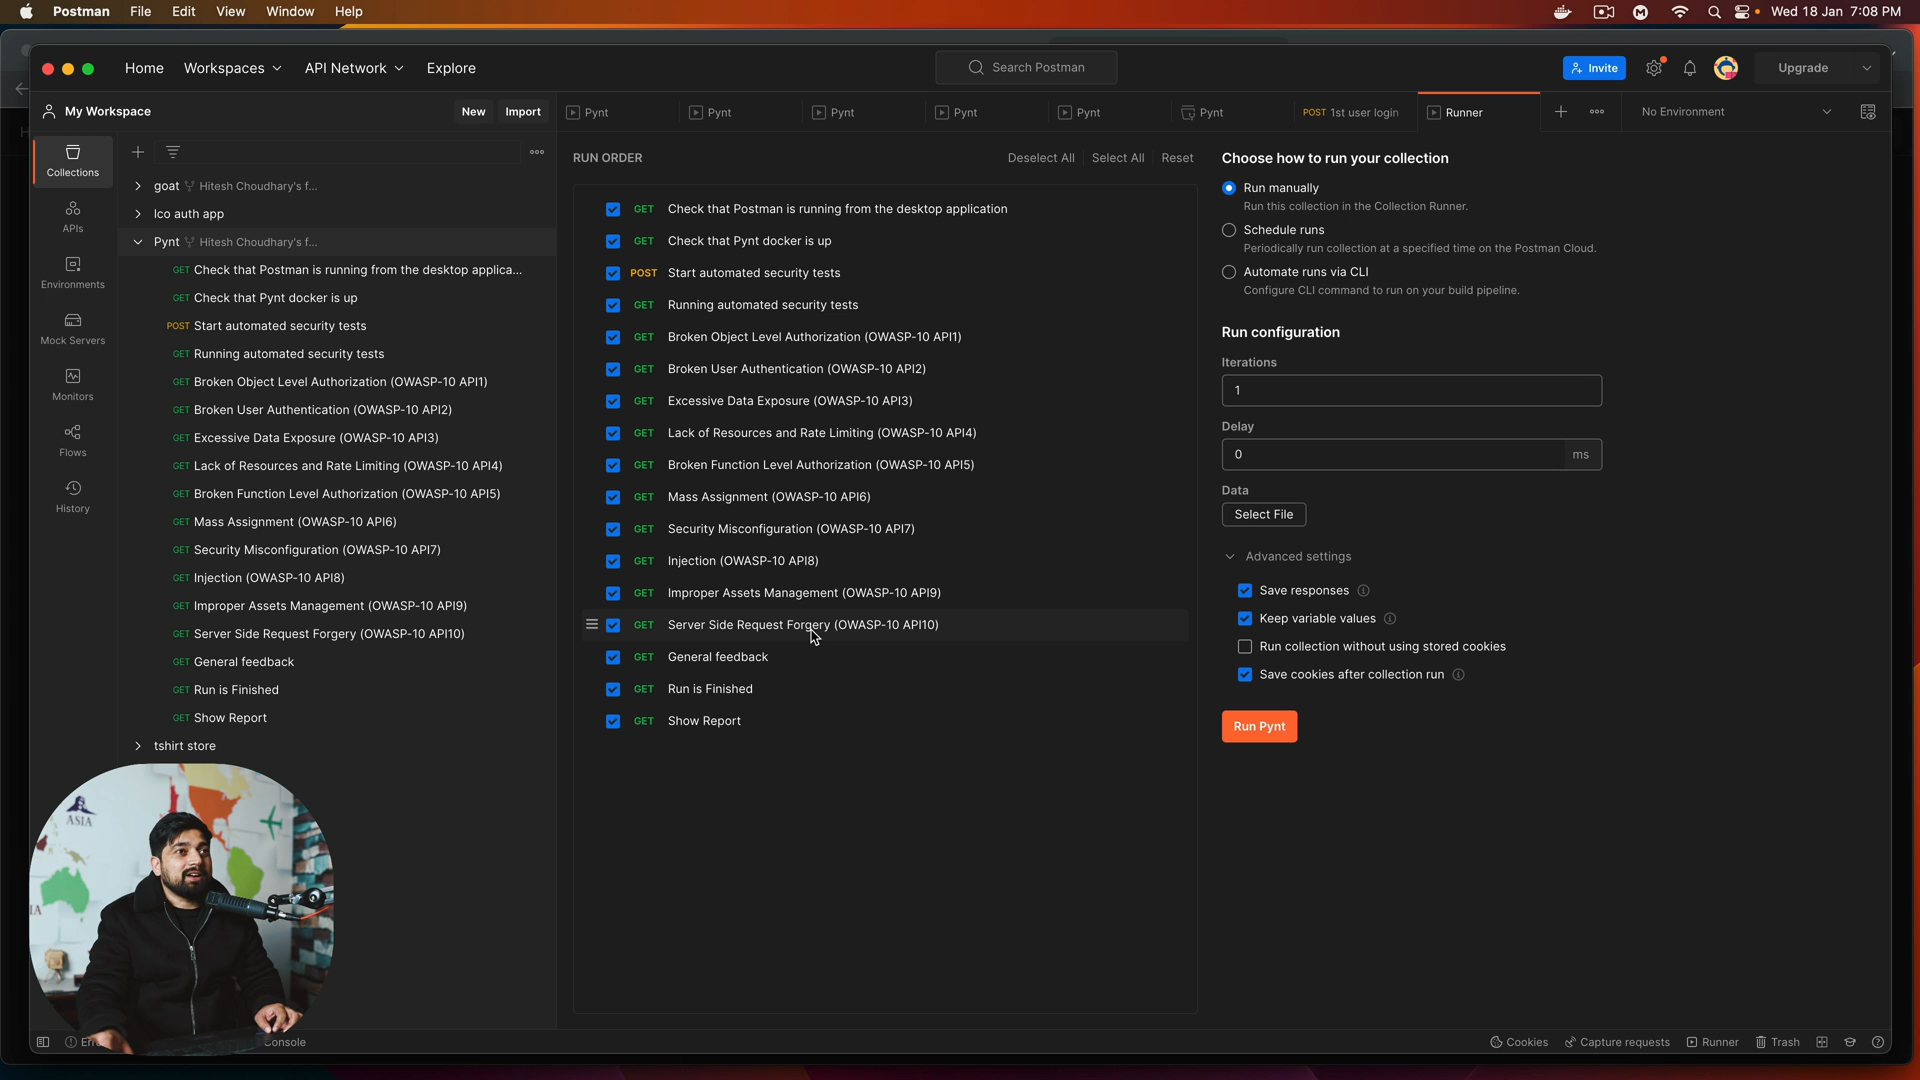 Postman File Edit View Window Help
Wed 18 Jan 7:08 PM
Home Workspaces API Network Explore
Search Postman
Invite
Upgrade
My Workspace
New Import
Pynt
Pynt
Pynt
Pynt
Pynt
Pynt
POST 1st user login
Runner
No Environment
Collections
APIs
Environments
Mock Servers
Monitors
Flows
History
goat Hitesh Choudhary's f...
lco auth app
Pynt Hitesh Choudhary's f...
GET Check that Postman is running from the desktop applica...
GET Check that Pynt docker is up
POST Start automated security tests
GET Running automated security tests
GET Broken Object Level Authorization (OWASP-10 API1)
GET Broken User Authentication (OWASP-10 API2)
GET Excessive Data Exposure (OWASP-10 API3)
GET Lack of Resources and Rate Limiting (OWASP-10 API4)
GET Broken Function Level Authorization (OWASP-10 API5)
GET Mass Assignment (OWASP-10 API6)
GET Security Misconfiguration (OWASP-10 API7)
GET Injection (OWASP-10 API8)
GET Improper Assets Management (OWASP-10 API9)
GET Server Side Request Forgery (OWASP-10 API10)
GET General feedback
GET Run is Finished
GET Show Report
tshirt store
RUN ORDER
Deselect All Select All Reset
GET Check that Postman is running from the desktop application
GET Check that Pynt docker is up
POST Start automated security tests
GET Running automated security tests
GET Broken Object Level Authorization (OWASP-10 API1)
GET Broken User Authentication (OWASP-10 API2)
GET Excessive Data Exposure (OWASP-10 API3)
GET Lack of Resources and Rate Limiting (OWASP-10 API4)
GET Broken Function Level Authorization (OWASP-10 API5)
GET Mass Assignment (OWASP-10 API6)
GET Security Misconfiguration (OWASP-10 API7)
GET Injection (OWASP-10 API8)
GET Improper Assets Management (OWASP-10 API9)
GET Server Side Request Forgery (OWASP-10 API10)
GET General feedback
GET Run is Finished
GET Show Report
Choose how to run your collection
Run manually
Run this collection in the Collection Runner.
Schedule runs
Periodically run collection at a specified time on the Postman Cloud.
Automate runs via CLI
Configure CLI command to run on your build pipeline.
Run configuration
Iterations
1
Delay
0 ms
Data
Select File
Advanced settings
Save responses
Keep variable values
Run collection without using stored cookies
Save cookies after collection run
Run Pynt
ASIA
Console
Cookies Capture requests Runner Trash